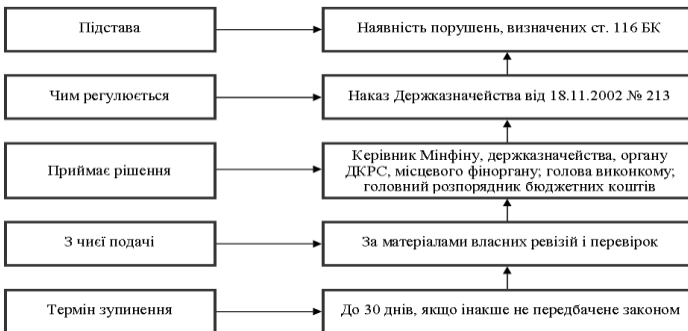 Підстава
Наявність порушень, визначених ст. 116 БК
Чим регулюється
Наказ Держказначейства від 18.11.2002 № 213
Приймає рішення
Керівник Мінфіну, держказначейства, органу
ДКРС, місцевого фіноргану; голова виконкому;
головний розпорядник бюджетних коштів
З чиєї подачі
За матеріалами власних ревізій і перевірок
Термін зупинення
До 30 днів, якщо інакше не передбачене законом